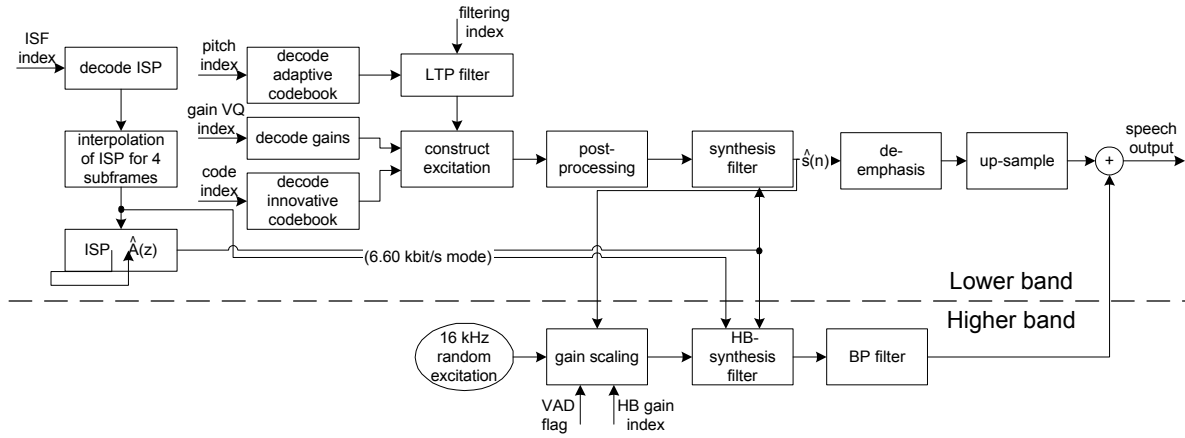 filtering
index
ISF
index
decode ISP
pitch
index
decode
adaptive
codebook
LTP filter
gain VQ
index
decode gains
interpolation
of ISP for 4
subframes
construct
excitation
post-
processing
synthesis
filter
ŝ(n)
de-
emphasis
up-sample
+
speech
output
code
index
decode
innovative
codebook
ISP Â(z)
(6.60 kbit/s mode)
Lower band
Higher band
16 kHz
random
excitation
gain scaling
HB-
synthesis
filter
BP filter
VAD
flag
HB gain
index